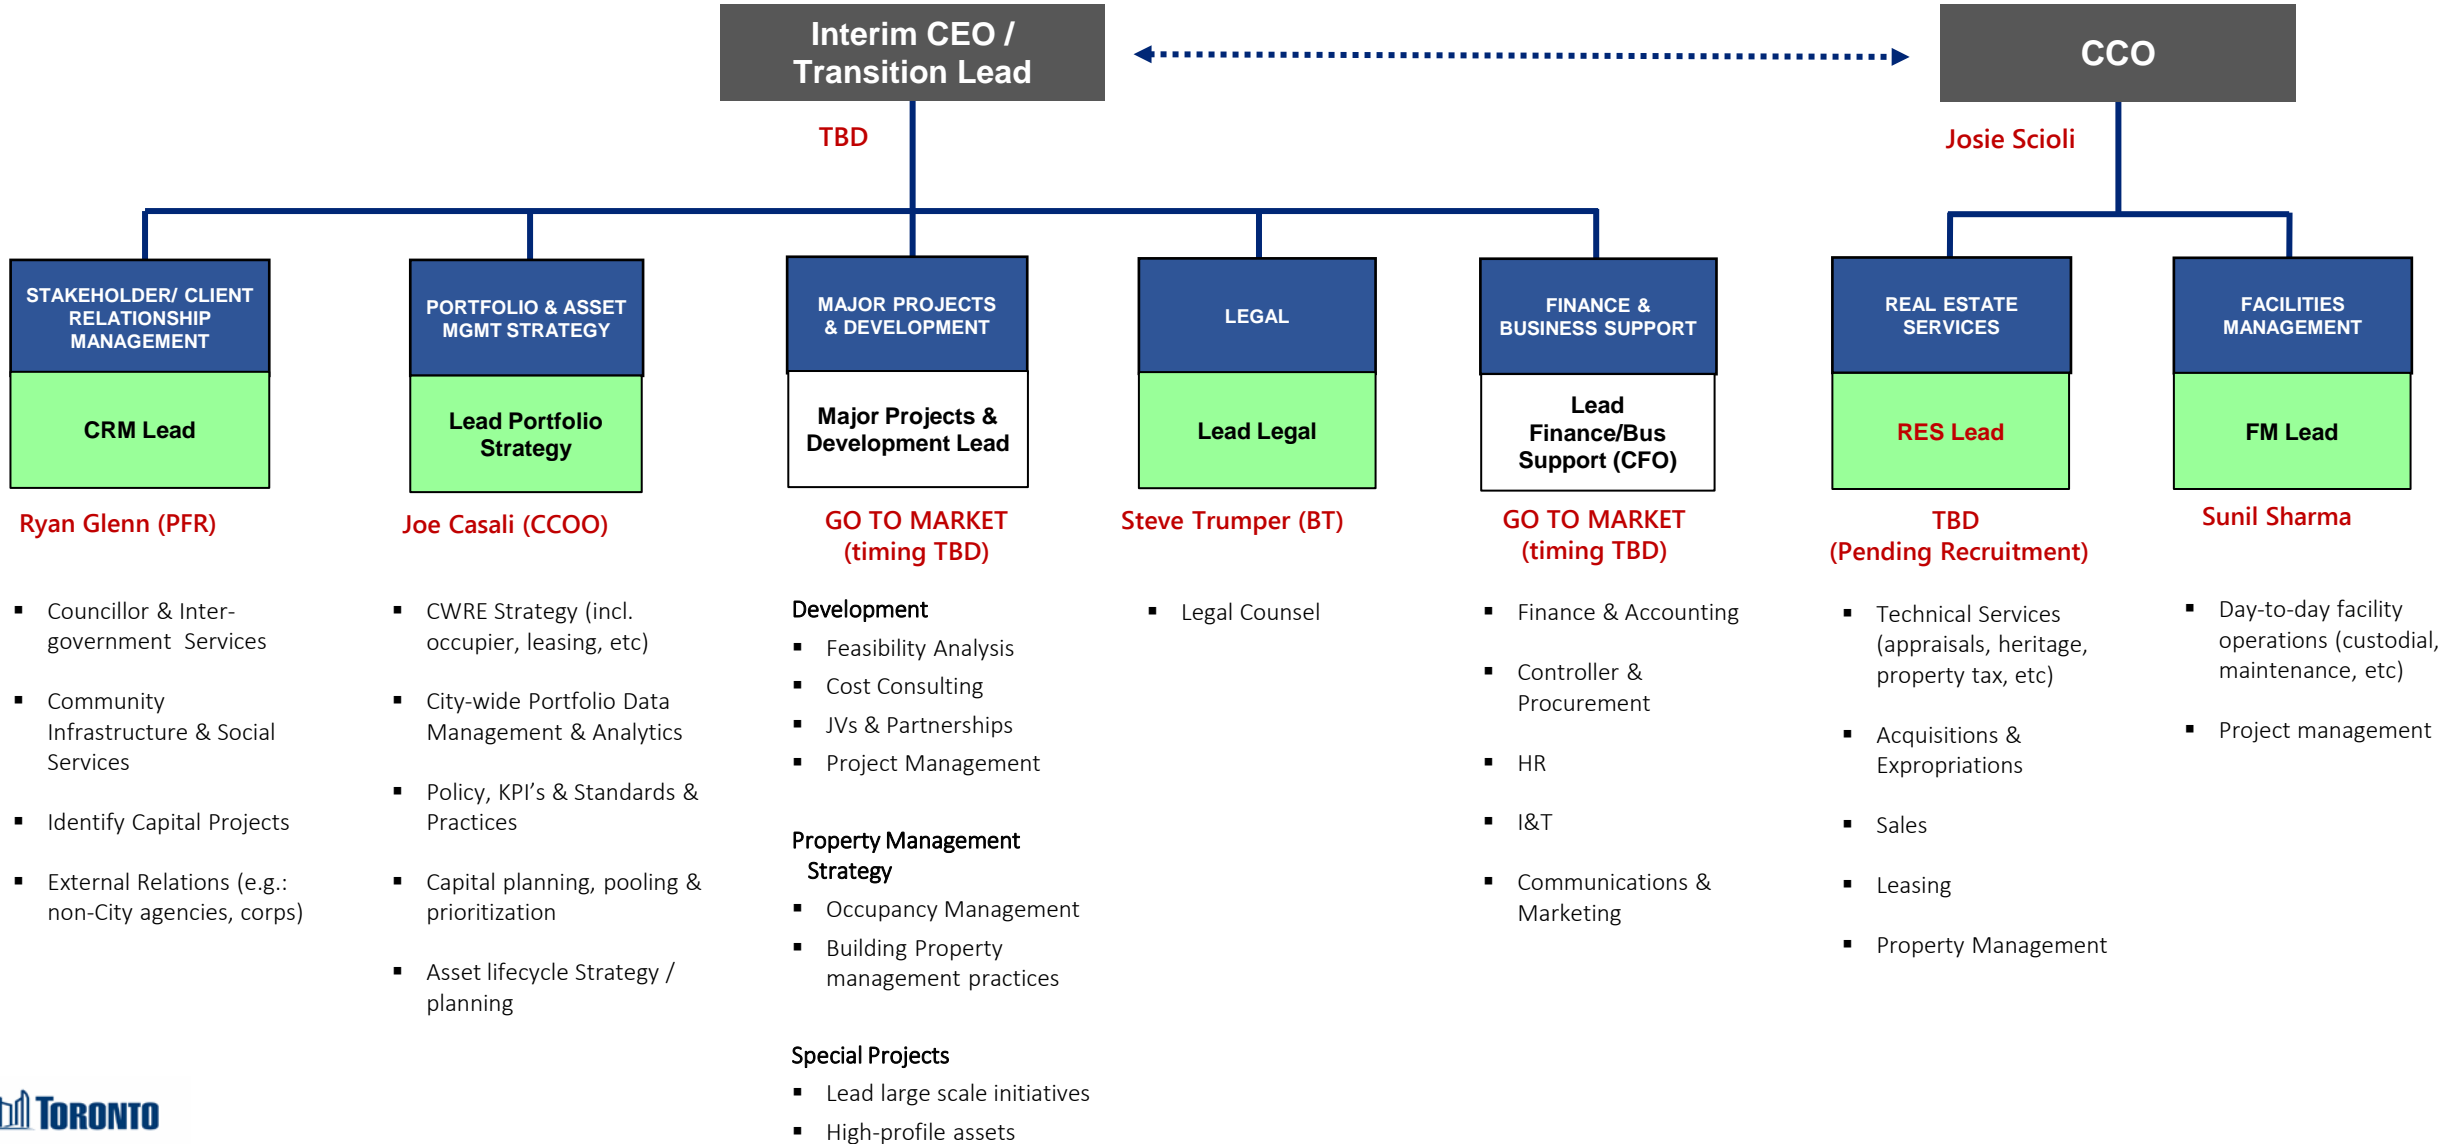 Interim CEO /
Transition Lead
CCO
TBD
Josie Scioli
STAKEHOLDER/ CLIENT
RELATIONSHIP
MANAGEMENT
CRM Lead
Ryan Glenn (PFR)
▪ Councillor & Inter-
government  Services
▪ Community
Infrastructure & Social
Services
▪ Identify Capital Projects
▪ External Relations (e.g.:
non-City agencies, corps)
PORTFOLIO & ASSET
MGMT STRATEGY
Lead Portfolio
Strategy
Joe Casali (CCOO)
▪ CWRE Strategy (incl.
occupier, leasing, etc)
▪ City-wide Portfolio Data
Management & Analytics
▪ Policy, KPI’s & Standards &
Practices
▪ Capital planning, pooling &
prioritization
▪ Asset lifecycle Strategy /
planning
MAJOR PROJECTS
& DEVELOPMENT
Major Projects &
Development Lead
GO TO MARKET
(timing TBD)
Development
▪ Feasibility Analysis
▪ Cost Consulting
▪ JVs & Partnerships
▪ Project Management
Property Management
Strategy
▪ Occupancy Management
▪ Building Property
management practices
Special Projects
▪ Lead large scale initiatives
▪ High-profile assets
LEGAL
Lead Legal
Steve Trumper (BT)
▪ Legal Counsel
FINANCE &
BUSINESS SUPPORT
Lead
Finance/Bus
Support (CFO)
GO TO MARKET
(timing TBD)
▪ Finance & Accounting
▪ Controller &
Procurement
▪ HR
▪ I&T
▪ Communications &
Marketing
REAL ESTATE
SERVICES
RES Lead
TBD
(Pending Recruitment)
▪ Technical Services
(appraisals, heritage,
property tax, etc)
▪ Acquisitions &
Expropriations
▪ Sales
▪ Leasing
▪ Property Management
FACILITIES
MANAGEMENT
FM Lead
Sunil Sharma
▪ Day-to-day facility
operations (custodial,
maintenance, etc)
▪ Project management
TORONTO